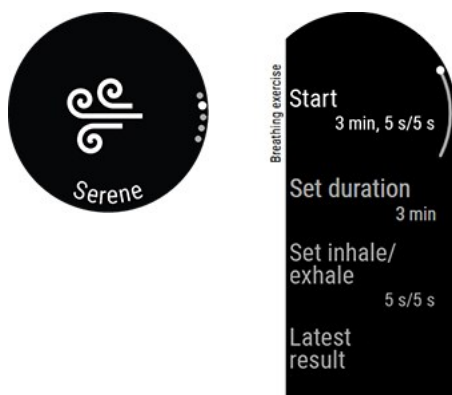 Serene
Breathing exercise
Start
3 min, 5 s/5 s
Set duration
3 min
Set inhale/
exhale
5 s/5 s
Latest
result